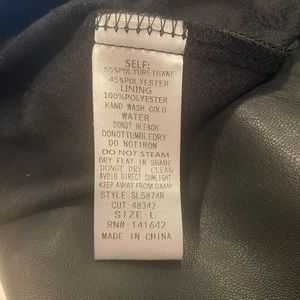 SELF:
55%POLYURETHANE
45%POLYESTER
LINING
100%POLYESTER
HAND WASH COLD
WATER
DONOT BLEACH
DONOTTUMBLEDRY
DO NOTIRON
DO NOT STEAM
DRY FLAT IN SHADE
DONOT DRY CLEAN
AVOID DIRECT SUNLIGHT
KEEP AWAY FROM DAMP
STYLE SL5874R
CUT-48342
SIZE-L
RN#-141642
MADE IN CHINA